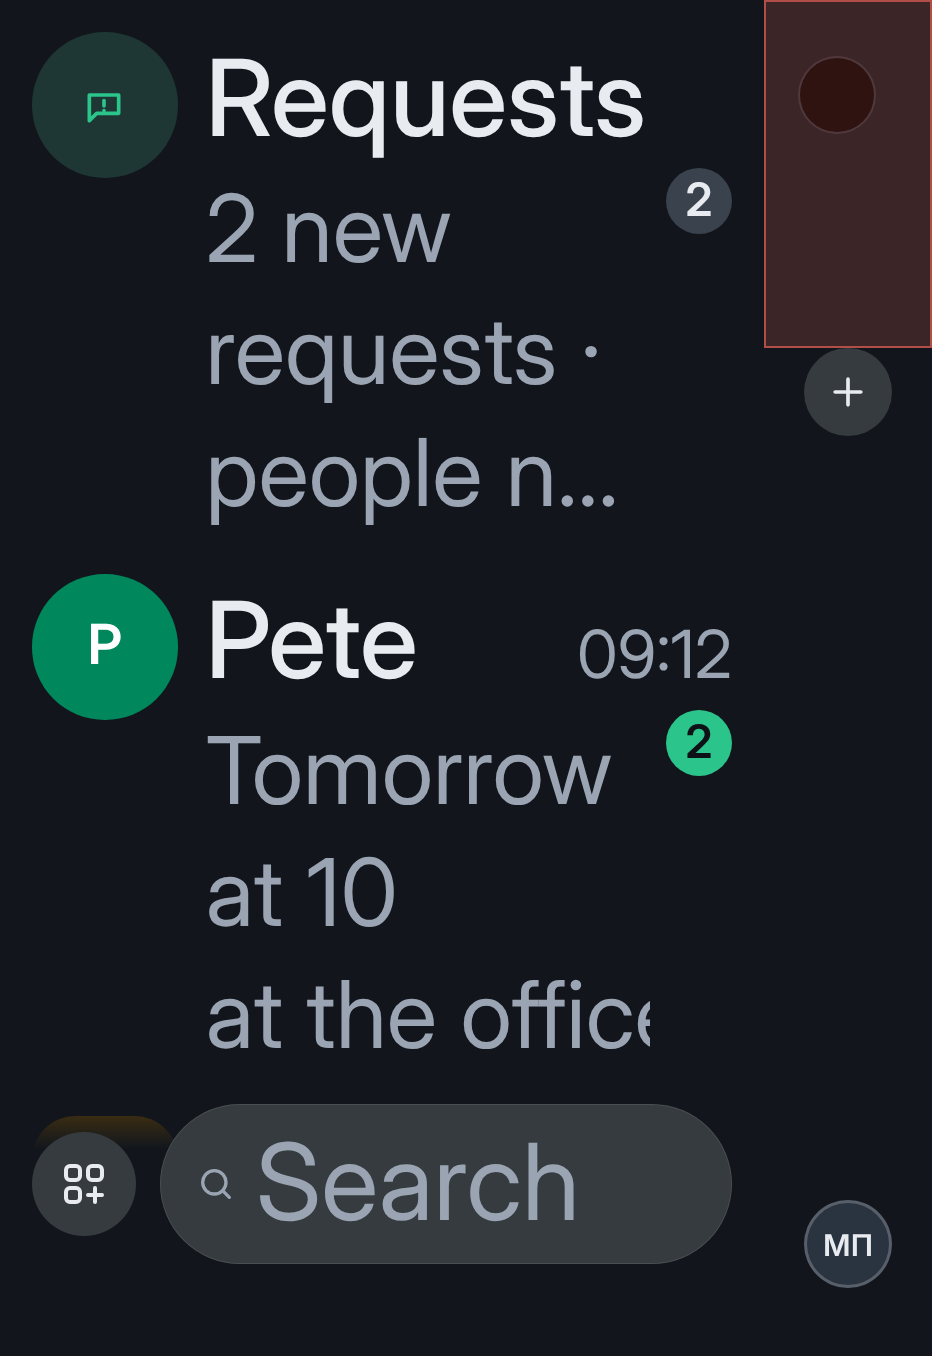 Requests
2 new
2
requests ·
people n...
P
Pete
09:12
Tomorrow
2
at 10
at the office
Search
МП